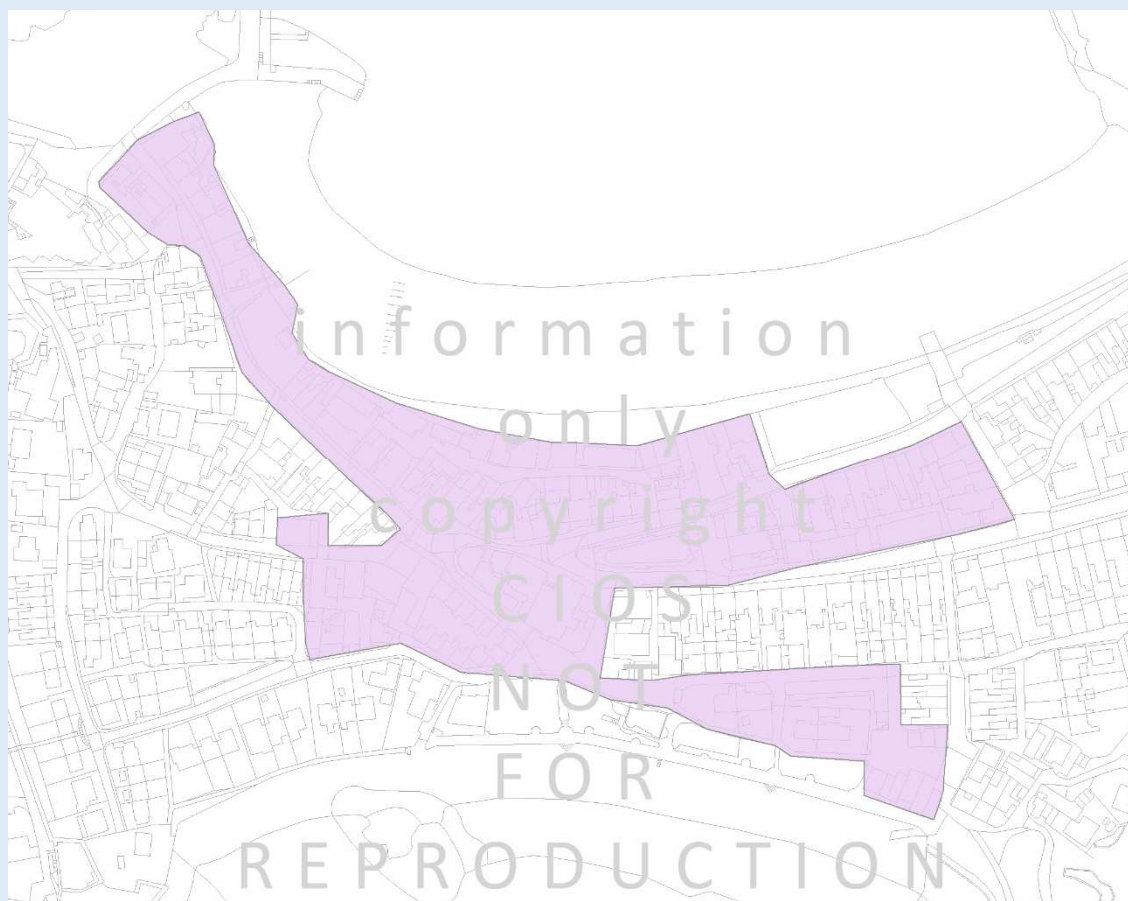 information
only
copyright
CIOS
NOT
FOR
REPRODUCTION